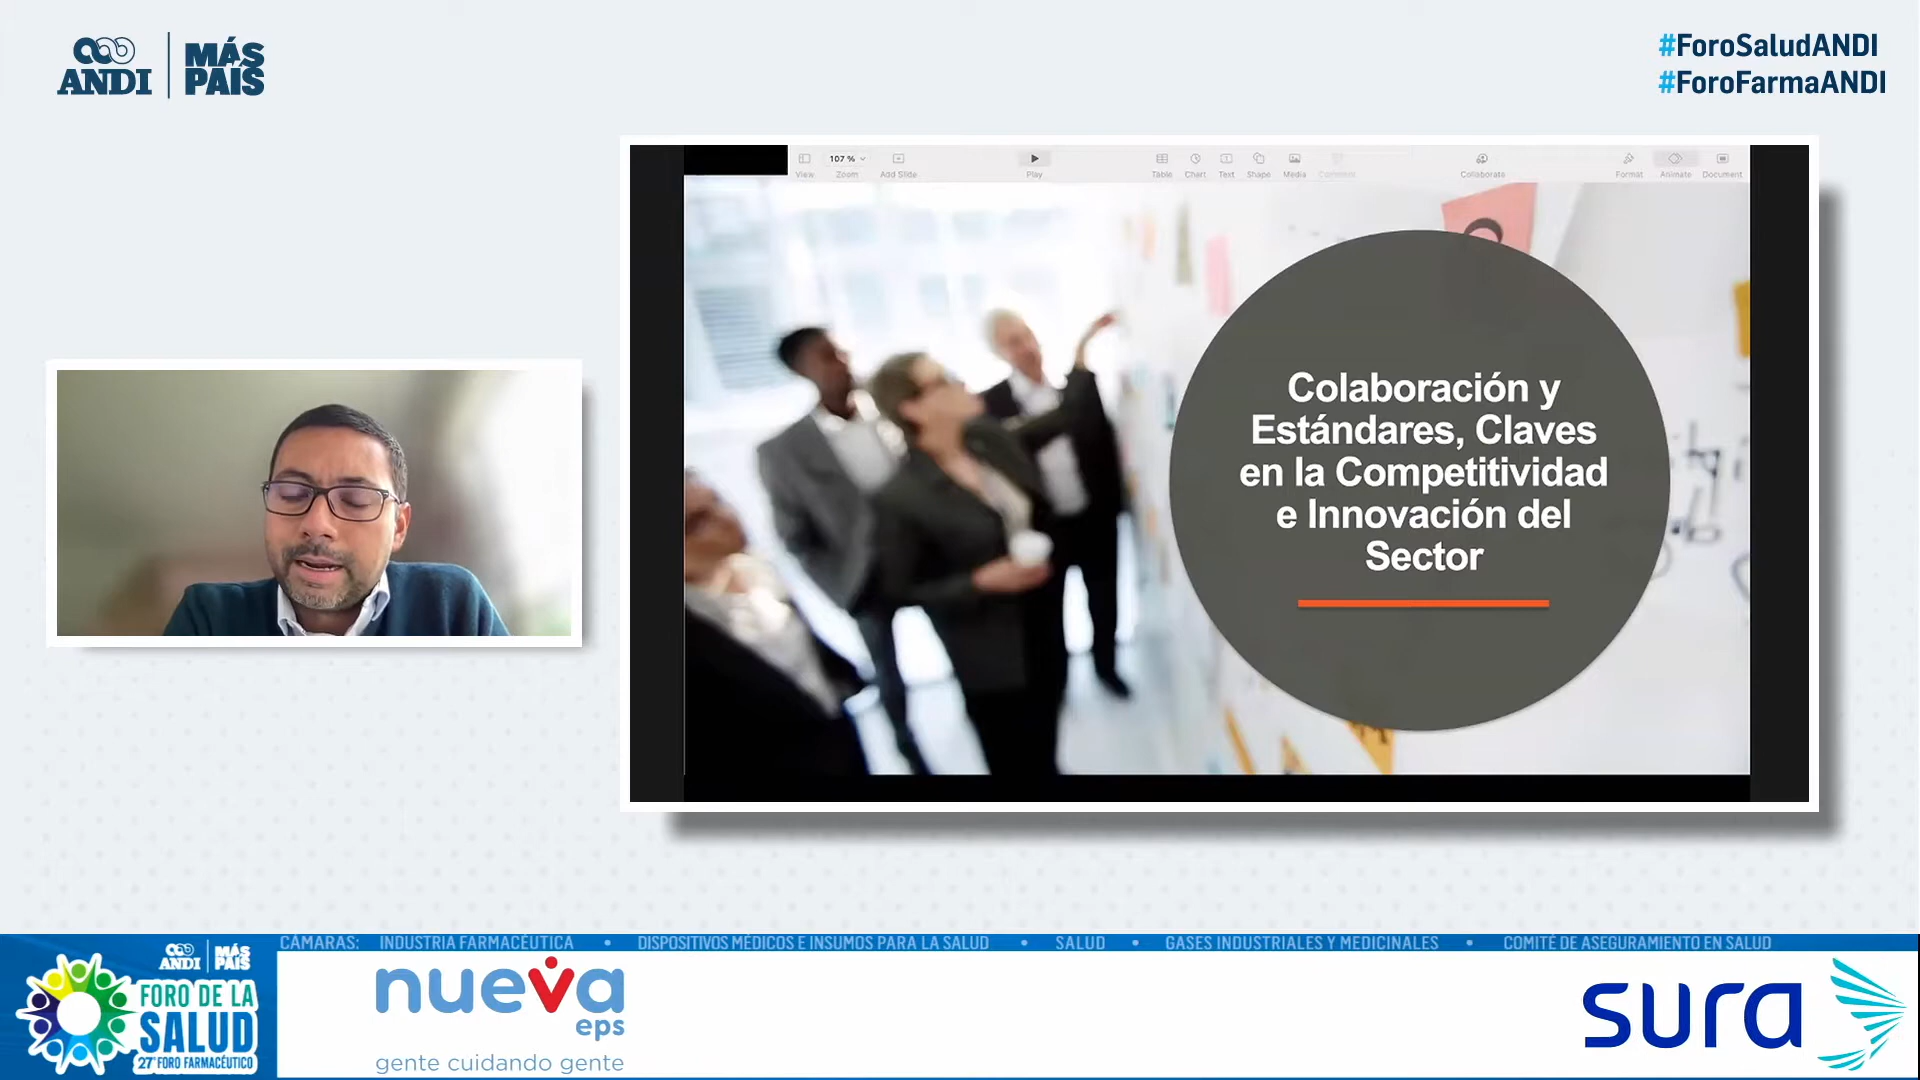 ANDI
MÁS
PAÍS
#ForoSaludANDI
#ForoFarmaANDI
107 %
View
Zoom
Add Slide
Play
Table
Chart
Text
Shape
Media
Comment
Collaborate
Format
Animate
Document
Colaboración y
Estándares, Claves
en la Competitividad
e Innovación del
Sector
CÁMARAS: INDUSTRIA FARMACÉUTICA • DISPOSITIVOS MÉDICOS E INSUMOS PARA LA SALUD • SALUD • GASES INDUSTRIALES Y MEDICINALES • COMITÉ DE ASEGURAMIENTO EN SALUD
ANDI
MÁS
PAÍS
FORO DE LA
SALUD
27° FORO FARMACÉUTICO
nueva
eps
gente cuidando gente
sura